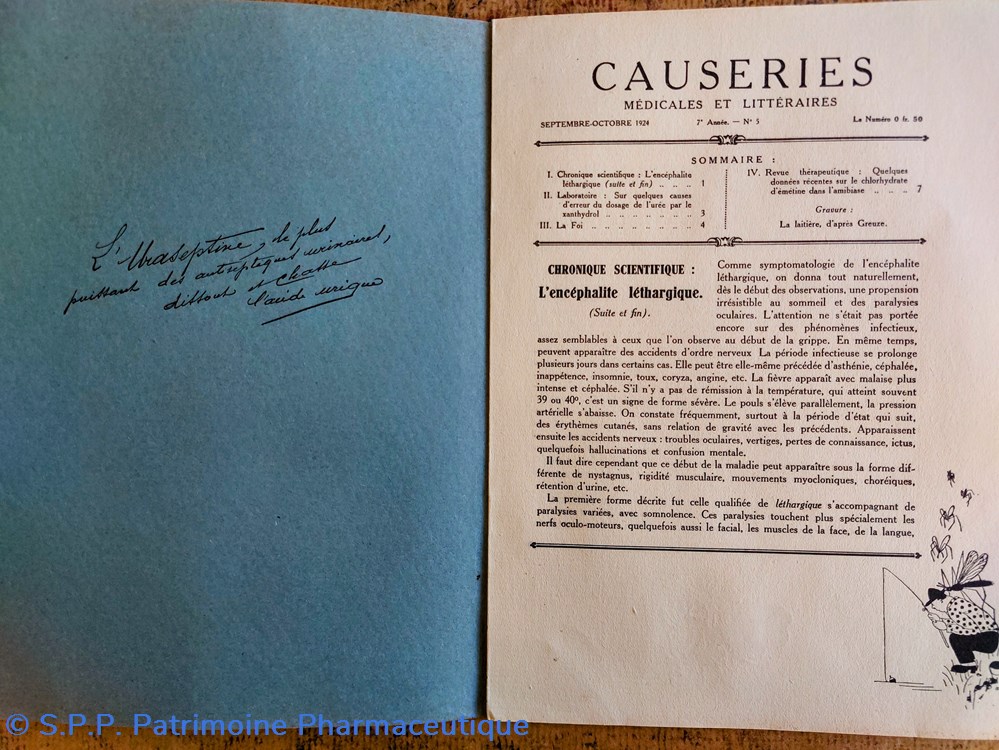 L'Uraseptine, le plus
puissant des antiseptiques urinaires,
dissout et chasse
l'acide urique
CAUSERIES
MÉDICALES ET LITTÉRAIRES
SEPTEMBRE-OCTOBRE 1924 7e Année. — No 5 Le Numéro 0 fr. 50
SOMMAIRE :
I. Chronique scientifique : L'encéphalite
léthargique (suite et fin) .. .. .. 1
II. Laboratoire : Sur quelques causes
d'erreur du dosage de l'urée par le
xanthydrol .. .. .. .. .. .. .. 3
III. La Foi .. .. .. .. .. .. .. .. 4
IV. Revue thérapeutique : Quelques
données récentes sur le chlorhydrate
d'émétine dans l'amibiase .. .. .. 7
Gravure :
La laitière, d'après Greuze.
CHRONIQUE SCIENTIFIQUE :
L'encéphalite léthargique.
(Suite et fin).
Comme symptomatologie de l'encéphalite
léthargique, on donna tout naturellement,
dès le début des observations, une propension
irrésistible au sommeil et des paralysies
oculaires. L'attention ne s'était pas portée
encore sur des phénomènes infectieux,
assez semblables à ceux que l'on observe au début de la grippe. En même temps,
peuvent apparaître des accidents d'ordre nerveux La période infectieuse se prolonge
plusieurs jours dans certains cas. Elle peut être elle-même précédée d'asthénie, céphalée,
inappétence, insomnie, toux, coryza, angine, etc. La fièvre apparaît avec malaise plus
intense et céphalée. S'il n'y a pas de rémission à la température, qui atteint souvent
39 ou 40º, c'est un signe de forme sévère. Le pouls s'élève parallèlement, la pression
artérielle s'abaisse. On constate fréquemment, surtout à la période d'état qui suit,
des érythèmes cutanés, sans relation de gravité avec les précédents. Apparaissent
ensuite les accidents nerveux : troubles oculaires, vertiges, pertes de connaissance, ictus,
quelquefois hallucinations et confusion mentale.
Il faut dire cependant que ce début de la maladie peut apparaître sous la forme dif-
férente de nystagnus, rigidité musculaire, mouvements myocloniques, choréiques,
rétention d'urine, etc.
La première forme décrite fut celle qualifiée de léthargique s'accompagnant de
paralysies variées, avec somnolence. Ces paralysies touchent plus spécialement les
nerfs oculo-moteurs, quelquefois aussi le facial, les muscles de la face, de la langue,
© S.P.P. Patrimoine Pharmaceutique